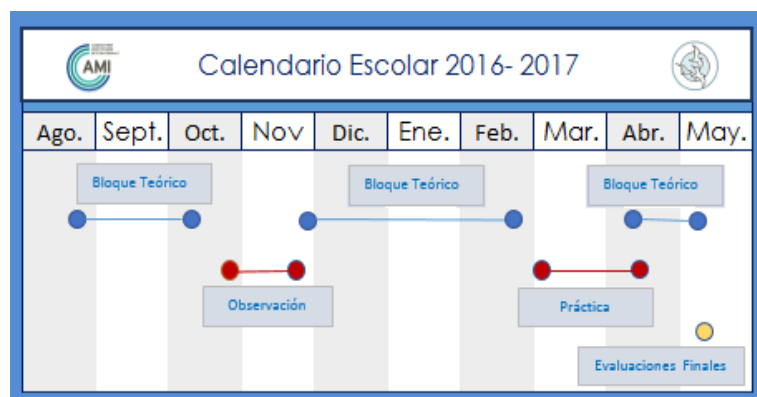 AMI
Calendario Escolar 2016- 2017
Ago. Sept. Oct. Nov Dic. Ene. Feb. Mar. Abr. May.
Bloque Teórico Bloque Teórico Bloque Teórico
Observación Práctica
Evaluaciones Finales